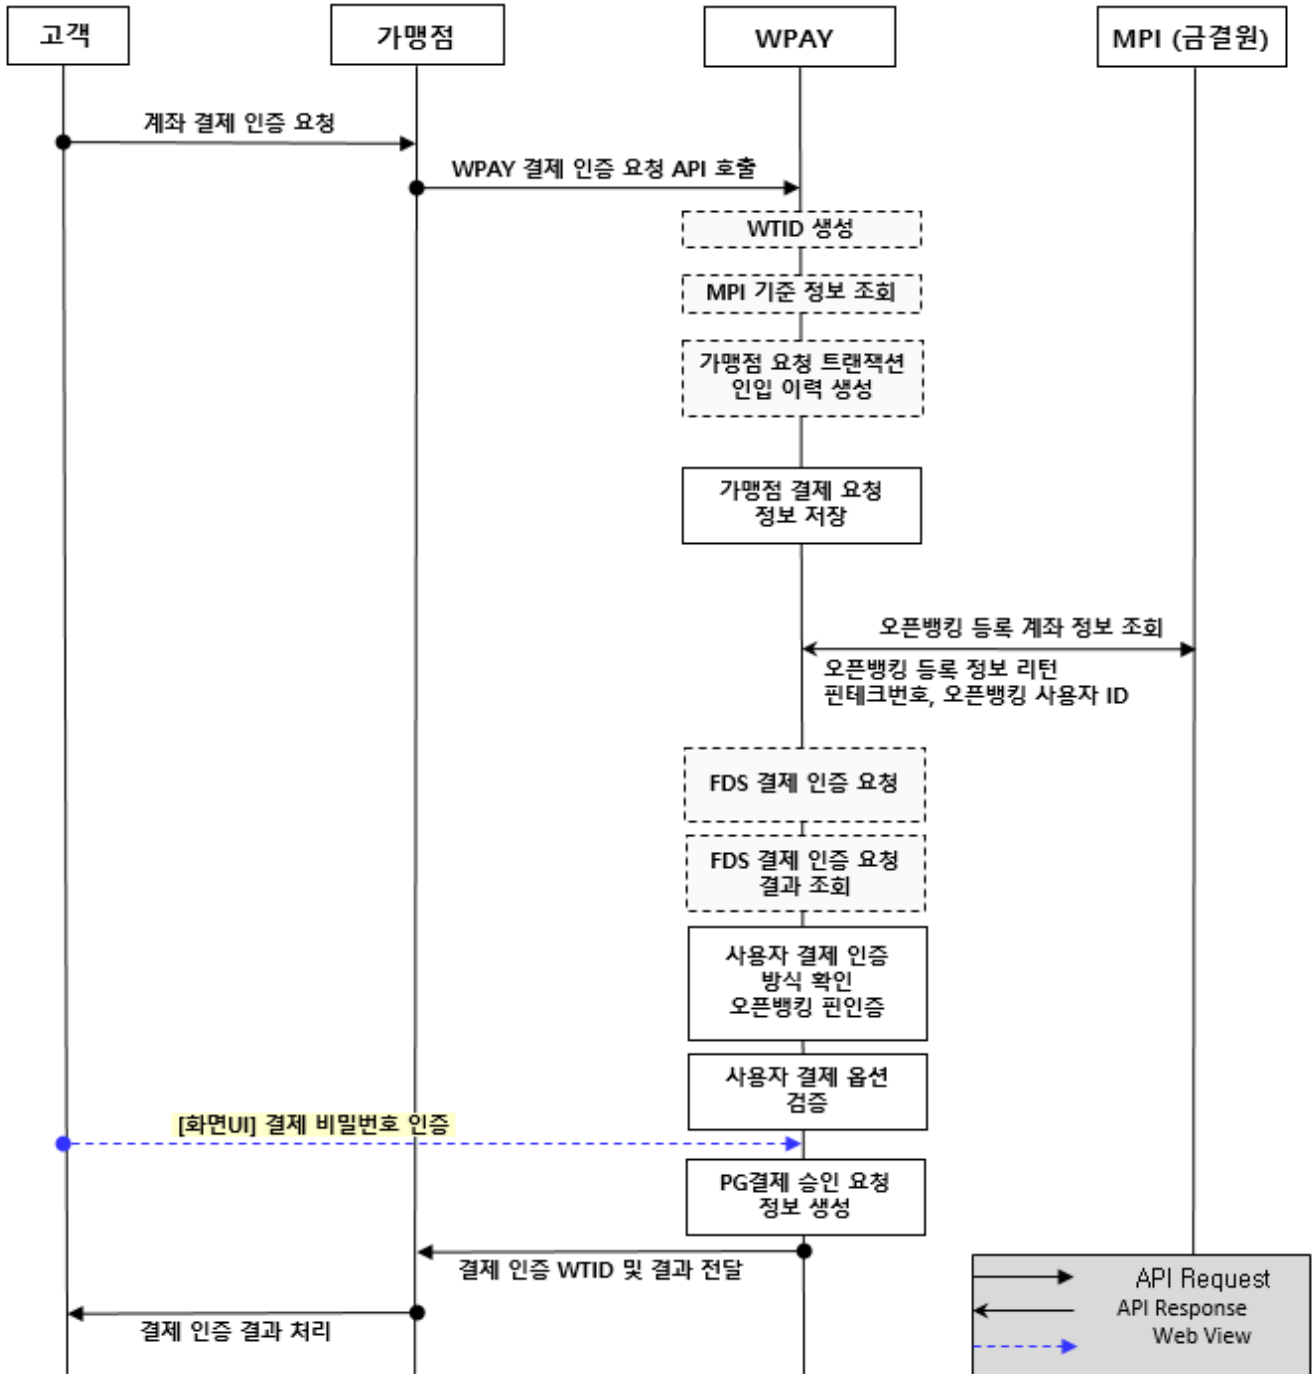 고객
가맹점
WPAY
MPI (금결원)
계좌 결제 인증 요청
WPAY 결제 인증 요청 API 호출
WTID 생성
MPI 기준 정보 조회
가맹점 요청 트랜잭션
인입 이력 생성
가맹점 결제 요청
정보 저장
오픈뱅킹 등록 계좌 정보 조회
오픈뱅킹 등록 정보 리턴
핀테크번호, 오픈뱅킹 사용자 ID
FDS 결제 인증 요청
FDS 결제 인증 요청
결과 조회
사용자 결제 인증
방식 확인
오픈뱅킹 핀인증
사용자 결제 옵션
검증
[화면UI] 결제 비밀번호 인증
PG결제 승인 요청
정보 생성
결제 인증 WTID 및 결과 전달
결제 인증 결과 처리
API Request
API Response
Web View